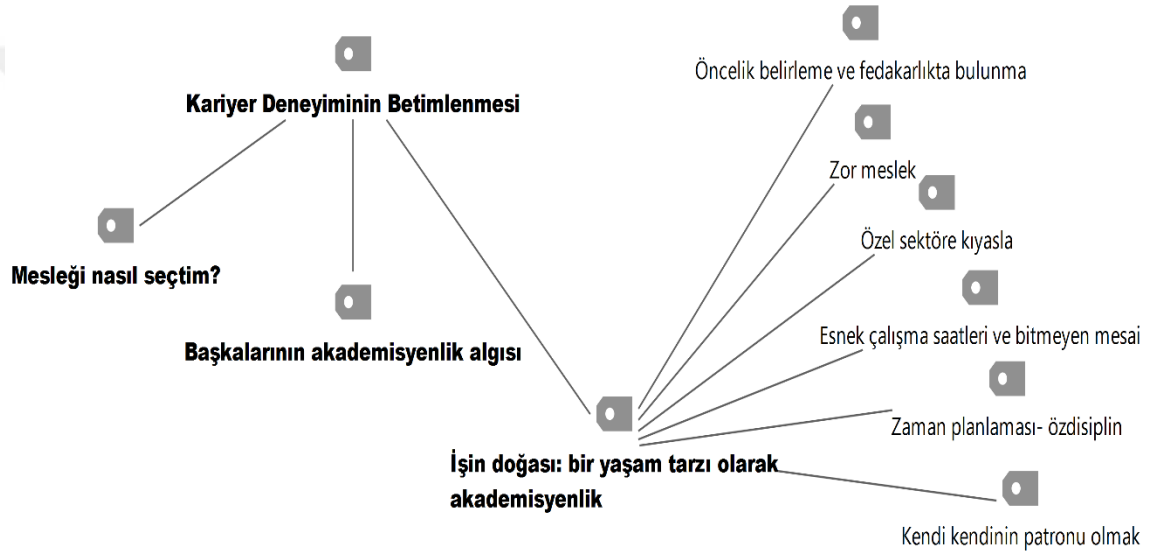 Kariyer Deneyiminin Betimlenmesi
Mesleği nasıl seçtim?
Başkalarının akademisyenlik algısı
İşin doğası: bir yaşam tarzı olarak
akademisyenlik
Öncelik belirleme ve fedakarlıkta bulunma
Zor meslek
Özel sektöre kıyasla
Esnek çalışma saatleri ve bitmeyen mesai
Zaman planlaması- özdisiplin
Kendi kendinin patronu olmak